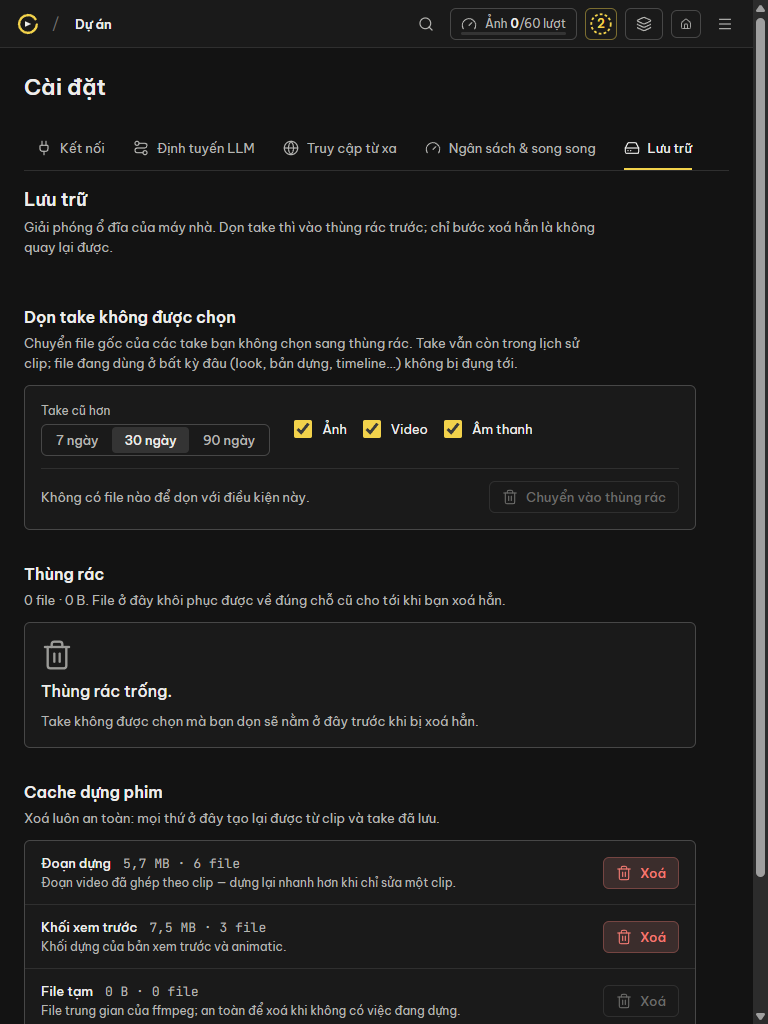 / Dự án
Ảnh 0/60 lượt
2
Cài đặt
Kết nối
Định tuyến LLM
Truy cập từ xa
Ngân sách & song song
Lưu trữ
Lưu trữ
Giải phóng ổ đĩa của máy nhà. Dọn take thì vào thùng rác trước; chỉ bước xoá hẳn là không
quay lại được.
Dọn take không được chọn
Chuyển file gốc của các take bạn không chọn sang thùng rác. Take vẫn còn trong lịch sử
clip; file đang dùng ở bất kỳ đâu (look, bản dựng, timeline…) không bị đụng tới.
Take cũ hơn
7 ngày
30 ngày
90 ngày
Ảnh
Video
Âm thanh
Không có file nào để dọn với điều kiện này.
Chuyển vào thùng rác
Thùng rác
0 file · 0 B. File ở đây khôi phục được về đúng chỗ cũ cho tới khi bạn xoá hẳn.
Thùng rác trống.
Take không được chọn mà bạn dọn sẽ nằm ở đây trước khi bị xoá hẳn.
Cache dựng phim
Xoá luôn an toàn: mọi thứ ở đây tạo lại được từ clip và take đã lưu.
Đoạn dựng 5,7 MB · 6 file
Đoạn video đã ghép theo clip — dựng lại nhanh hơn khi chỉ sửa một clip.
Xoá
Khối xem trước 7,5 MB · 3 file
Khối dựng của bản xem trước và animatic.
Xoá
File tạm 0 B · 0 file
File trung gian của ffmpeg; an toàn để xoá khi không có việc đang dựng.
Xoá